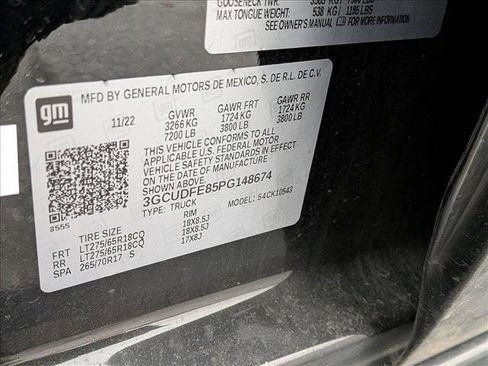 GOOSENECK TWR:
MAX TONGUE WEIGHT: 538 KG / 1186 LBS
SEE OWNER'S MANUAL FOR MORE INFORMATION
gm
MFD BY GENERAL MOTORS DE MEXICO, S. DE R.L. DE C.V.
11/22 GVWR GAWR FRT GAWR RR
3266 KG 1724 KG 1724 KG
7200 LB 3800 LB 3800 LB
THIS VEHICLE CONFORMS TO ALL APPLICABLE U.S. FEDERAL MOTOR
VEHICLE SAFETY STANDARDS IN EFFECT ON THE
DATE OF MANUFACTURE
SHOWN ABOVE.
3GCUDFE85PG148674
TYPE: TRUCK MODEL: 54CK10543
8555
TIRE SIZE RIM
FRT LT275/65R18CQ 18X8.5J
RR LT275/65R18CQ 18X8.5J
SPA 265/70R17 S 17X8J